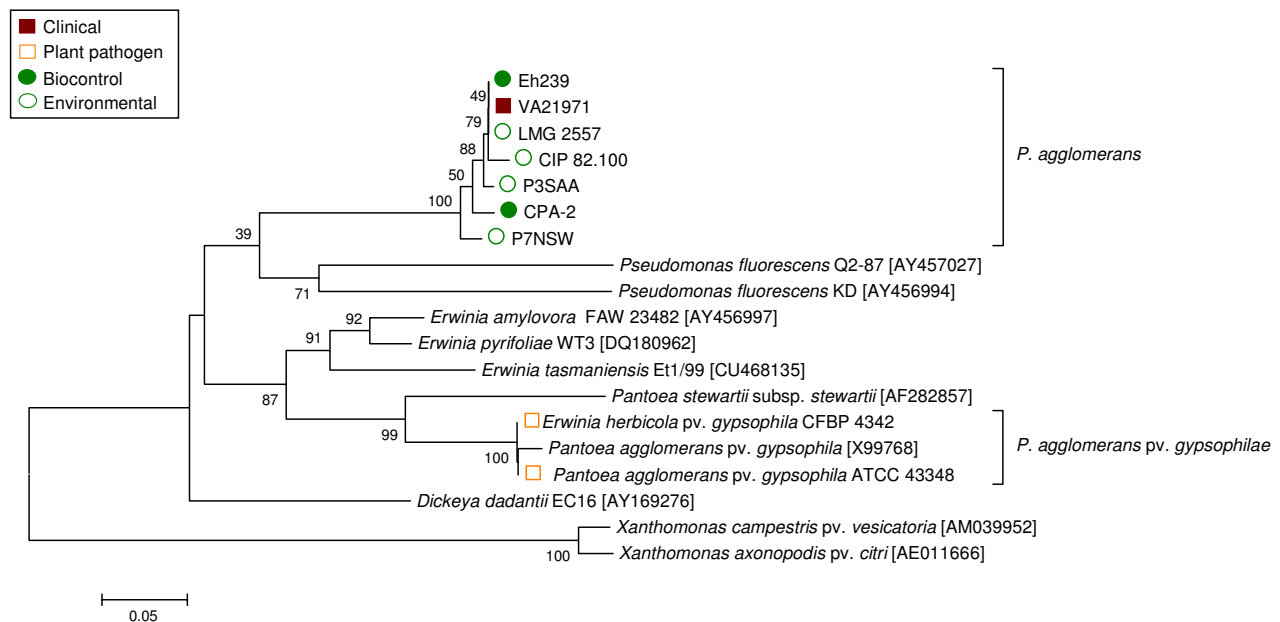 Clinical
Plant pathogen
Biocontrol
Environmental
Eh239
49
VA21971
79
LMG 2557
88
CIP 82.100
P. agglomerans
50
P3SAA
100
CPA-2
39
P7NSW
Pseudomonas fluorescens Q2-87 [AY457027]
71
Pseudomonas fluorescens KD [AY456994]
92
Erwinia amylovora FAW 23482 [AY456997]
91
Erwinia pyrifoliae WT3 [DQ180962]
Erwinia tasmaniensis Et1/99 [CU468135]
87
Pantoea stewartii subsp. stewartii [AF282857]
99
Erwinia herbicola pv. gypsophila CFBP 4342
Pantoea agglomerans pv. gypsophila [X99768]
P. agglomerans pv. gypsophilae
100
Pantoea agglomerans pv. gypsophila ATCC 43348
Dickeya dadantii EC16 [AY169276]
Xanthomonas campestris pv. vesicatoria [AM039952]
100
Xanthomonas axonopodis pv. citri [AE011666]
0.05